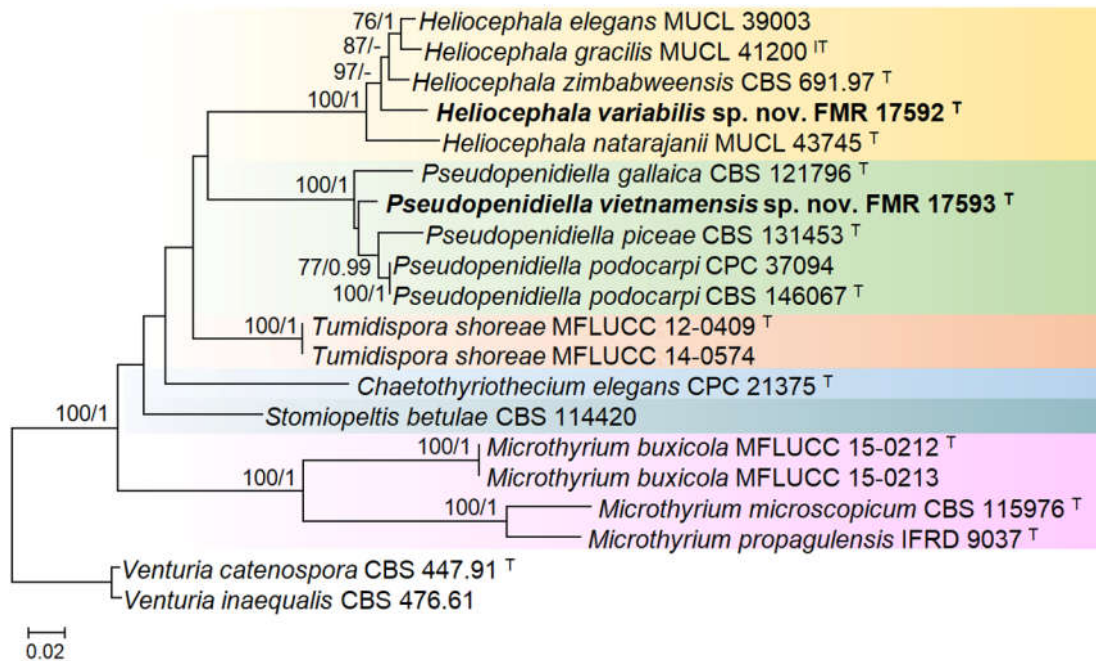 76/1
Heliocephala elegans MUCL 39003
87/-
Heliocephala gracilis MUCL 41200 IT
97/-
Heliocephala zimbabweensis CBS 691.97 T
100/1
Heliocephala variabilis sp. nov. FMR 17592 T
Heliocephala natarajanii MUCL 43745 T
100/1
Pseudopenidiella gallaica CBS 121796 T
Pseudopenidiella vietnamensis sp. nov. FMR 17593 T
Pseudopenidiella piceae CBS 131453 T
77/0.99
Pseudopenidiella podocarpi CPC 37094
100/1
Pseudopenidiella podocarpi CBS 146067 T
100/1
Tumidispora shoreae MFLUCC 12-0409 T
Tumidispora shoreae MFLUCC 14-0574
Chaetothyriothecium elegans CPC 21375 T
100/1
Stomiopeltis betulae CBS 114420
100/1
Microthyrium buxicola MFLUCC 15-0212 T
Microthyrium buxicola MFLUCC 15-0213
100/1
100/1
Microthyrium microscopicum CBS 115976 T
Microthyrium propagulensis IFRD 9037 T
Venturia catenospora CBS 447.91 T
Venturia inaequalis CBS 476.61
0.02